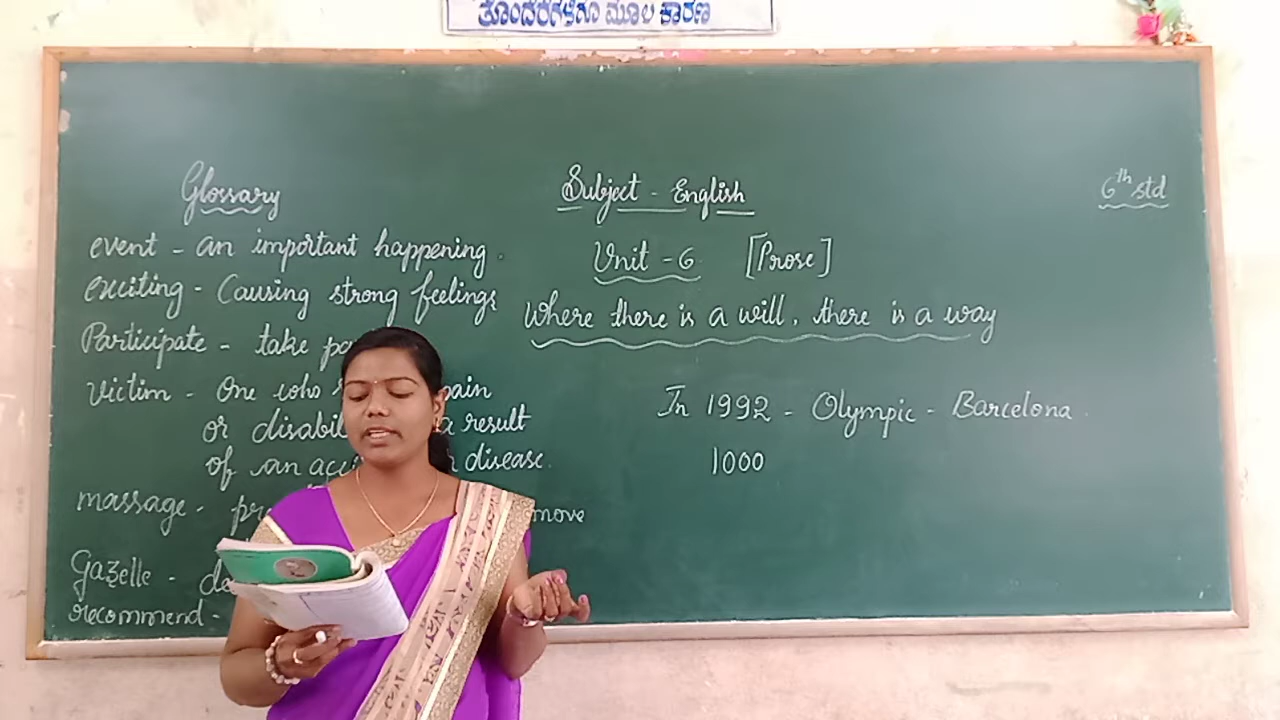 ತೊಂದರೆಗಳಿಗೂ ಮೂಲ ಕಾರಣ
Glossary
event - an important happening.
exciting - Causing strong feelings
Participate - take
Victim - One who pain
or a result
of an disease.
massage - move
Gazelle -
recommend -
Subject - English
6th std
Unit - 6 [Prose]
Where there is a will, there is a way
In 1992 - Olympic - Barcelona.
1000